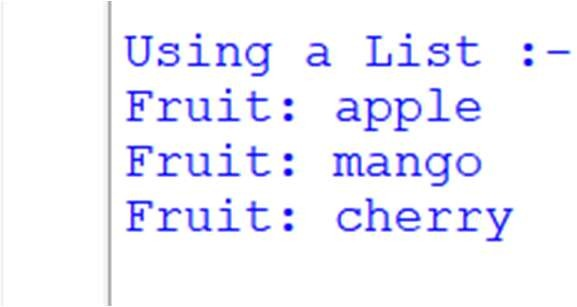 Using a List :-
Fruit: apple
Fruit: mango
Fruit: cherry